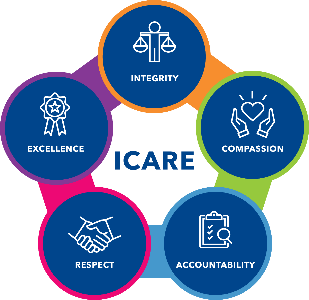 INTEGRITY
COMPASSION
ACCOUNTABILITY
RESPECT
EXCELLENCE
ICARE